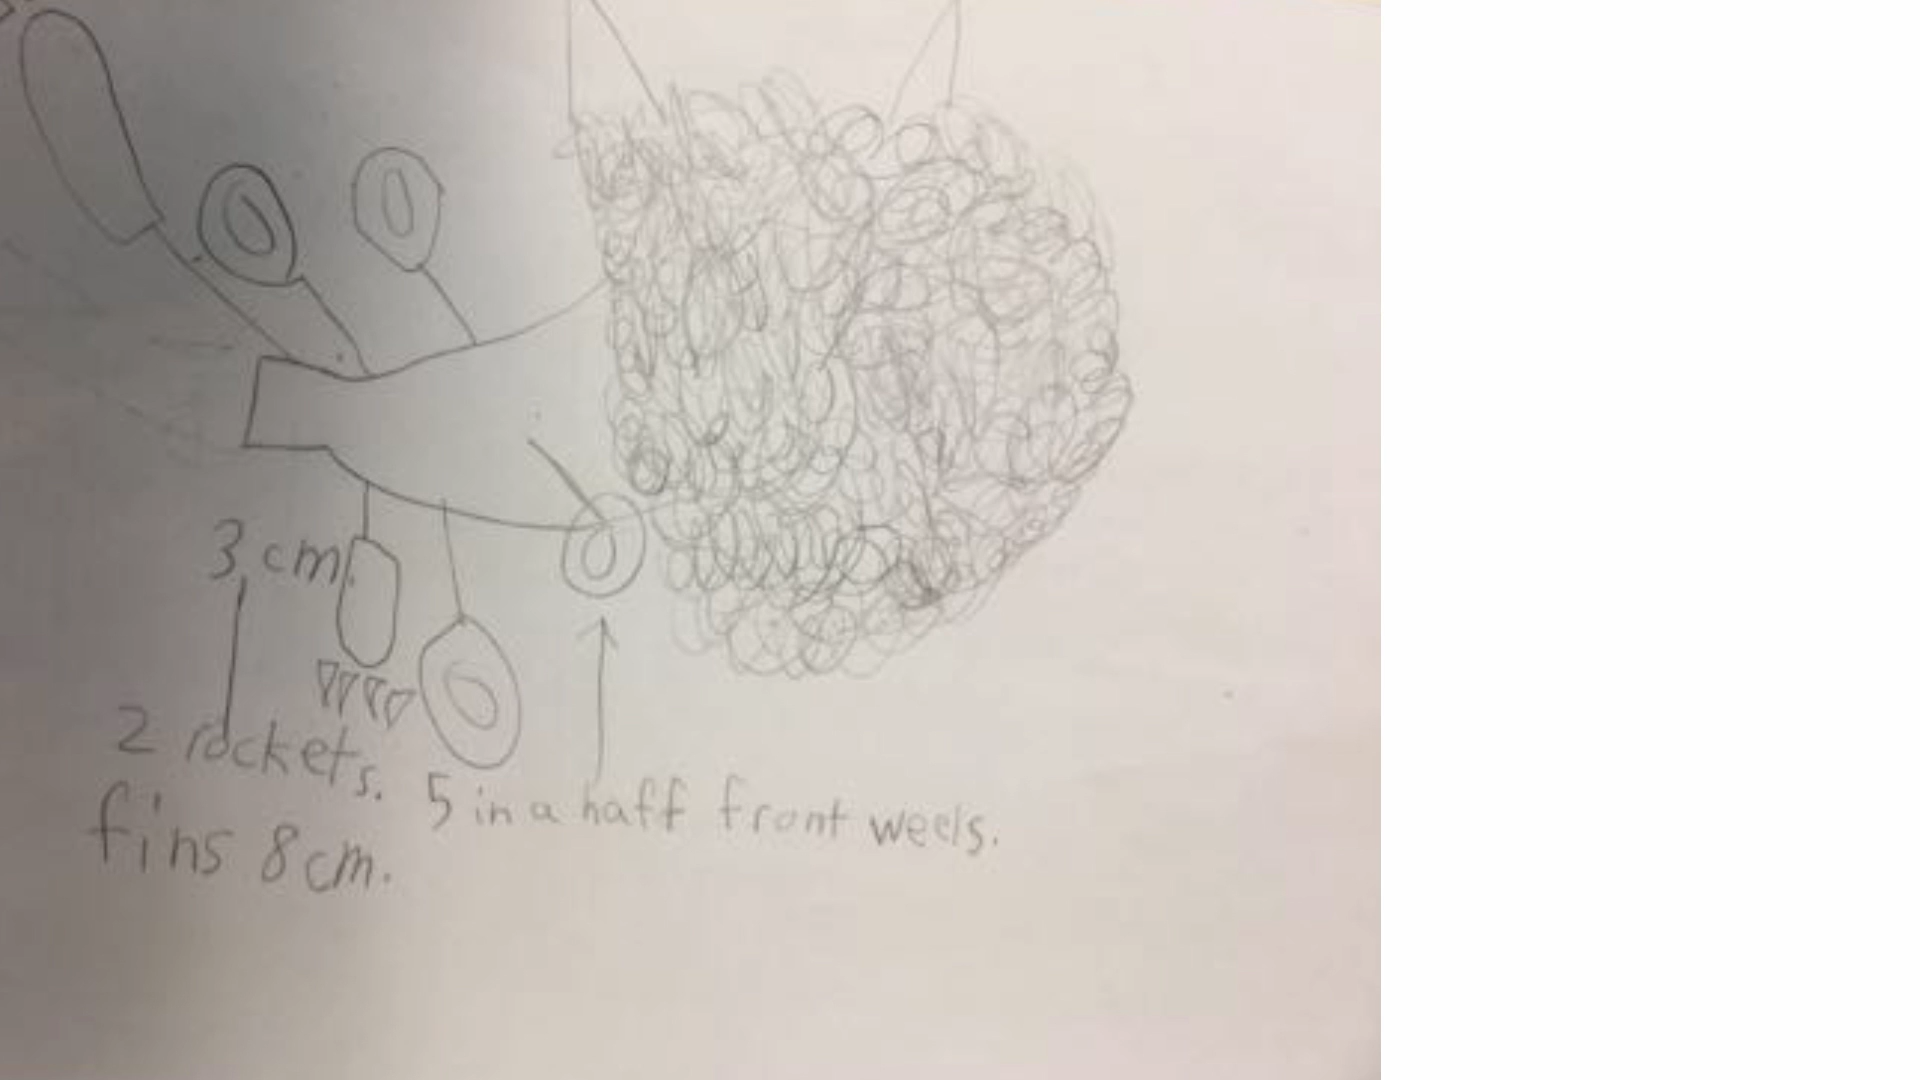 3 cm.
2 rockets. 5 in a haff front weels.
fins 8 cm.